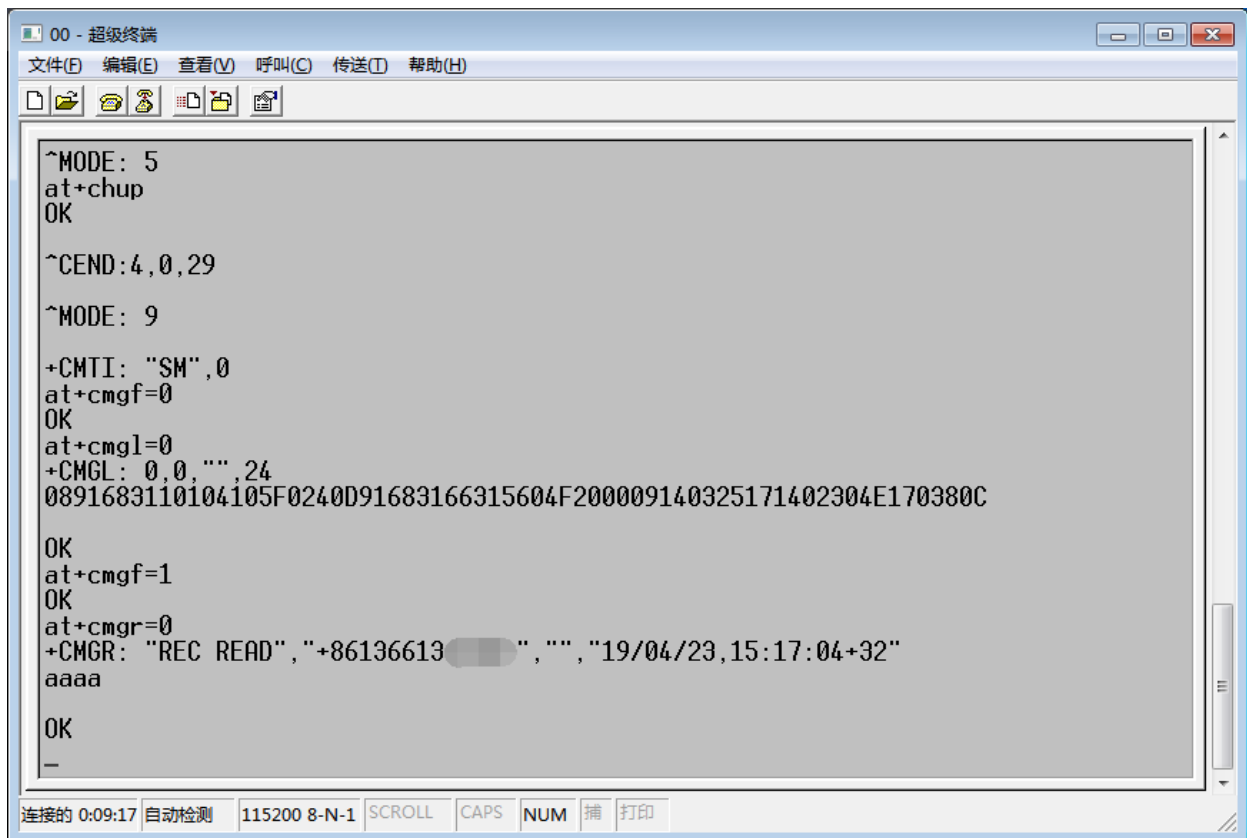 00 - 超级终端
文件(F) 编辑(E) 查看(V) 呼叫(C) 传送(T) 帮助(H)
^MODE: 5
at+chup
OK
^CEND:4,0,29
^MODE: 9
+CMTI: "SM",0
at+cmgf=0
OK
at+cmgl=0
+CMGL: 0,0,"",24
0891683110104105F0240D91683166315604F200009140325171402304E170380C
OK
at+cmgf=1
OK
at+cmgr=0
+CMGR: "REC READ","+86136613","","19/04/23,15:17:04+32"
aaaa
OK
连接的 0:09:17 自动检测 115200 8-N-1 SCROLL CAPS NUM 捕 打印